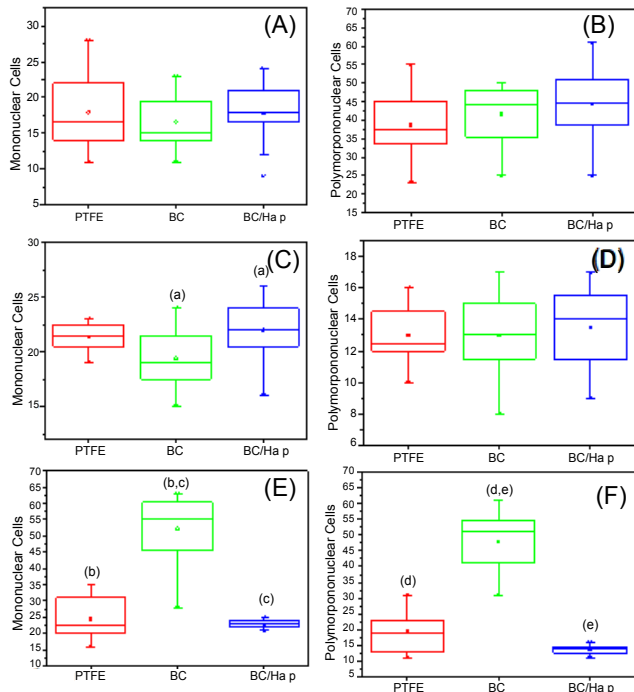 (A)
Mononuclear Cells
30
25
20
15
10
5
PTFE BC BC/Ha p
(B)
Polymorpononuclear Cells
70
65
60
55
50
45
40
35
30
25
20
15
PTFE BC BC/Ha p
(C)
Mononuclear Cells
30
25
20
15
(a)
(a)
PTFE BC BC/Ha p
(D)
Polymorpononuclear Cells
18
16
14
12
10
8
6
PTFE BC BC/Ha p
(E)
Mononuclear Cells
70
65
60
55
50
45
40
35
30
25
20
15
10
(b)
(b,c)
(c)
PTFE BC BC/Ha p
(F)
Polymorpononuclear Cells
70
65
60
55
50
45
40
35
30
25
20
15
10
(d)
(d,e)
(e)
PTFE BC BC/Ha p